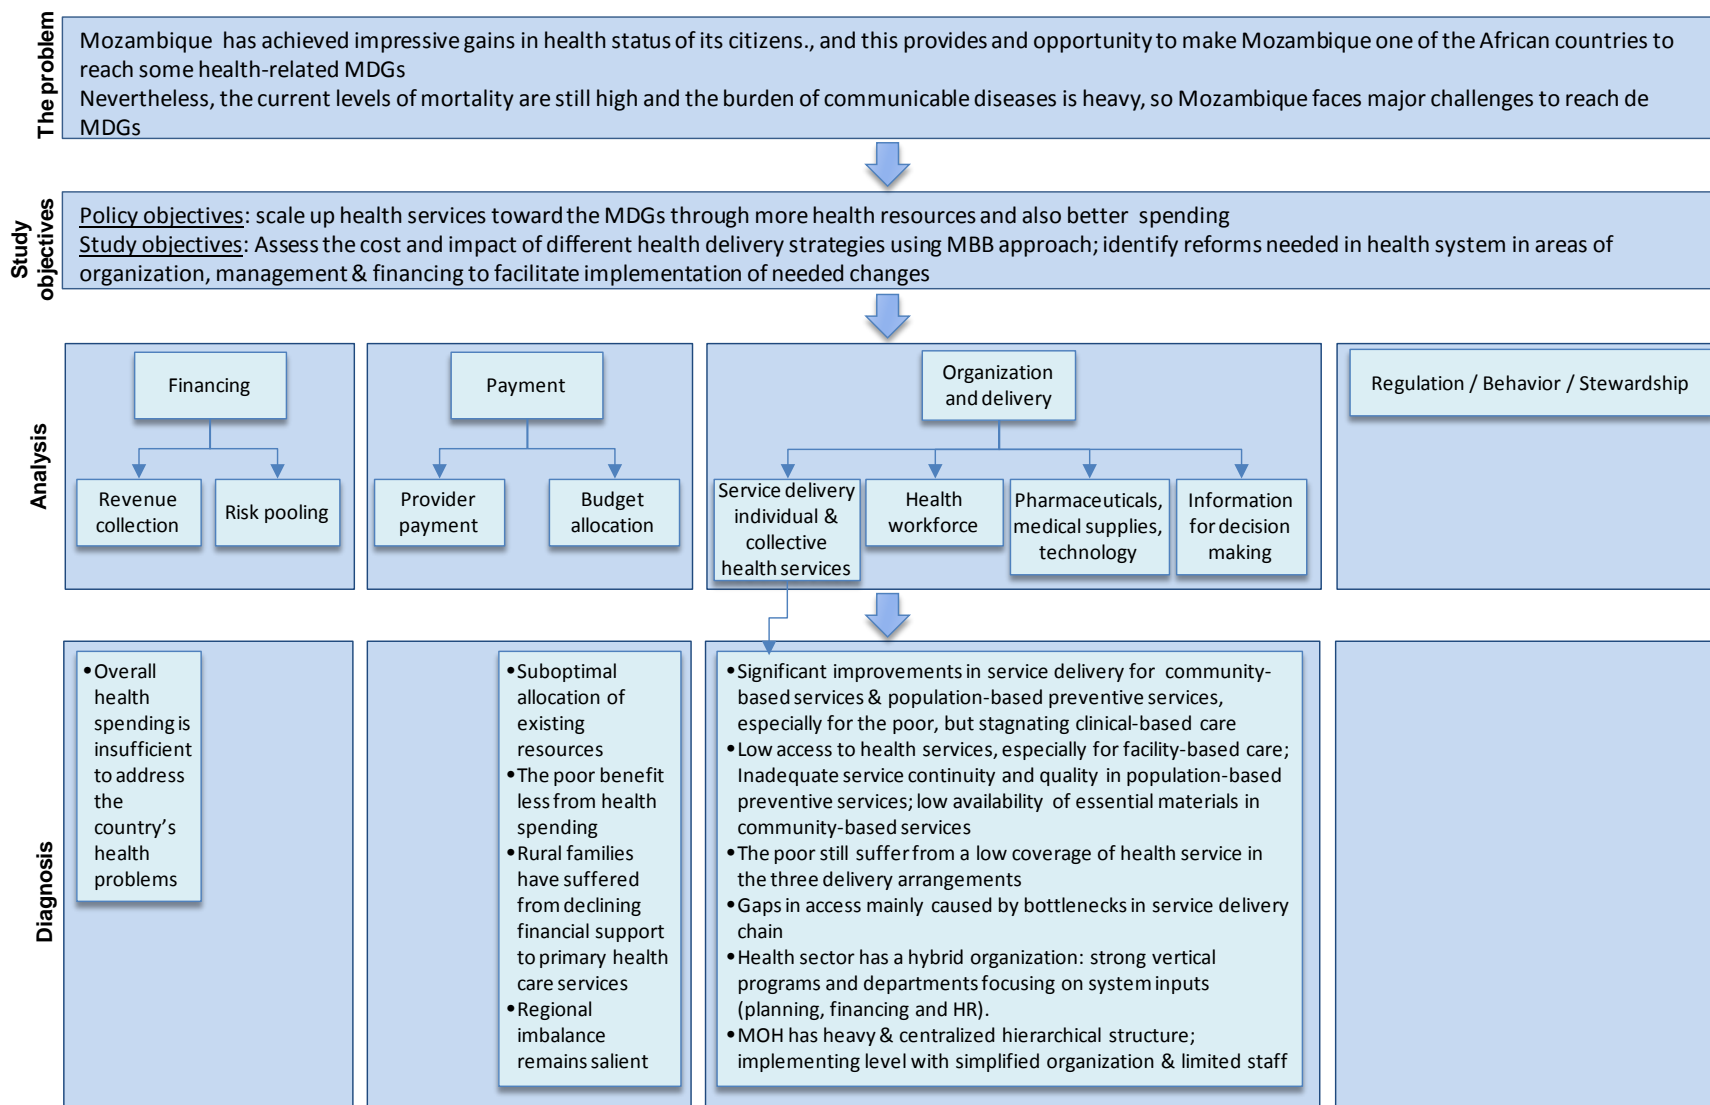 The problem
Mozambique has achieved impressive gains in health status of its citizens., and this provides and opportunity to make Mozambique one of the African countries to
reach some health-related MDGs
Nevertheless, the current levels of mortality are still high and the burden of communicable diseases is heavy, so Mozambique faces major challenges to reach de
MDGs
Study
objectives
Policy objectives: scale up health services toward the MDGs through more health resources and also better spending
Study objectives: Assess the cost and impact of different health delivery strategies using MBB approach; identify reforms needed in health system in areas of
organization, management & financing to facilitate implementation of needed changes
Analysis
Financing
Revenue
collection
Risk pooling
Payment
Provider
payment
Budget
allocation
Organization
and delivery
Service delivery
individual &
collective
health services
Health
workforce
Pharmaceuticals,
medical supplies,
technology
Information
for decision
making
Regulation / Behavior / Stewardship
Diagnosis
•Overall
health
spending is
insufficient
to address
the
country's
health
problems
•Suboptimal
allocation of
existing
resources
•The poor benefit
less from health
spending
•Rural families
have suffered
from declining
financial support
to primary health
care services
•Regional
imbalance
remains salient
•Significant improvements in service delivery for community-
based services & population-based preventive services,
especially for the poor, but stagnating clinical-based care
•Low access to health services, especially for facility-based care;
Inadequate service continuity and quality in population-based
preventive services; low availability of essential materials in
community-based services
•The poor still suffer from a low coverage of health service in
the three delivery arrangements
•Gaps in access mainly caused by bottlenecks in service delivery
chain
•Health sector has a hybrid organization: strong vertical
programs and departments focusing on system inputs
(planning, financing and HR).
•MOH has heavy & centralized hierarchical structure;
implementing level with simplified organization & limited staff